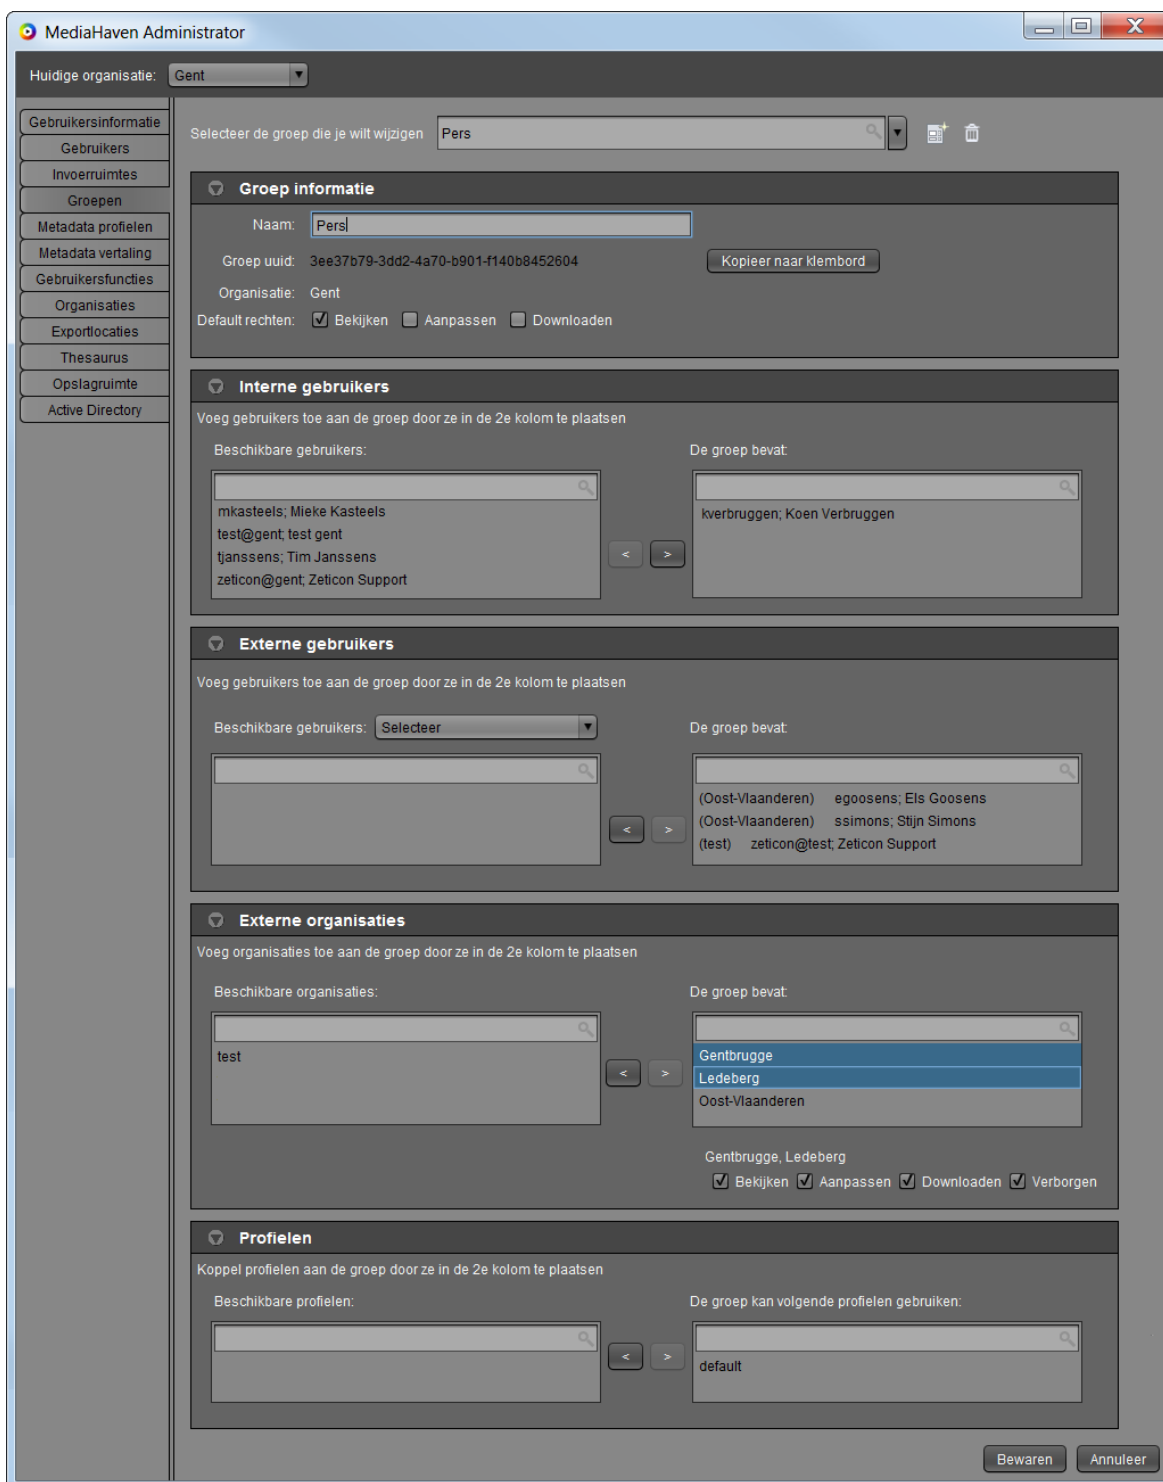 MediaHaven Administrator
Huidige organisatie: Gent
Gebruikersinformatie
Gebruikers
Invoerruimtes
Groepen
Metadata profielen
Metadata vertaling
Gebruikersfuncties
Organisaties
Exportlocaties
Thesaurus
Opslagruimte
Active Directory
Selecteer de groep die je wilt wijzigen Pers
Groep informatie
Naam: Pers
Groep uuid: 3ee37b79-3dd2-4a70-b901-f140b8452604 Kopieer naar klembord
Organisatie: Gent
Default rechten: Bekijken Aanpassen Downloaden
Interne gebruikers
Voeg gebruikers toe aan de groep door ze in de 2e kolom te plaatsen
Beschikbare gebruikers: De groep bevat:
mkasteels; Mieke Kasteels
test@gent; test gent
tjanssens; Tim Janssens
zeticon@gent; Zeticon Support
< >
kverbruggen; Koen Verbruggen
Externe gebruikers
Voeg gebruikers toe aan de groep door ze in de 2e kolom te plaatsen
Beschikbare gebruikers: Selecteer De groep bevat:
< >
(Oost-Vlaanderen) egoosens; Els Goosens
(Oost-Vlaanderen) ssimons; Stijn Simons
(test) zeticon@test; Zeticon Support
Externe organisaties
Voeg organisaties toe aan de groep door ze in de 2e kolom te plaatsen
Beschikbare organisaties: De groep bevat:
test
< >
Gentbrugge
Ledeberg
Oost-Vlaanderen
Gentbrugge, Ledeberg
Bekijken Aanpassen Downloaden Verborgen
Profielen
Koppel profielen aan de groep door ze in de 2e kolom te plaatsen
Beschikbare profielen: De groep kan volgende profielen gebruiken:
< >
default
Bewaren Annuleer